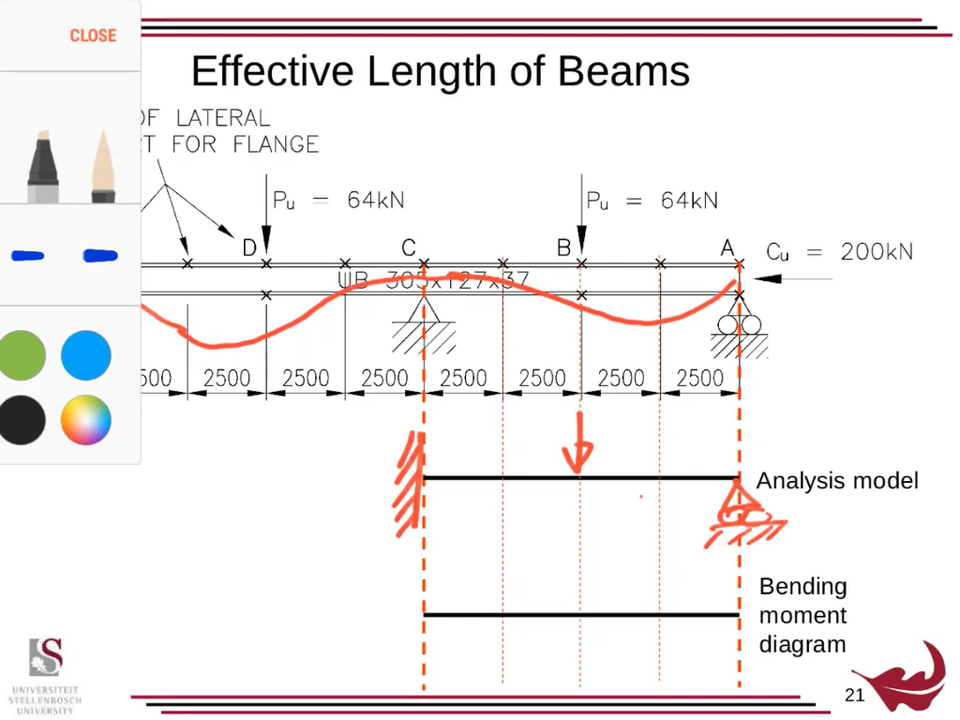 CLOSE
Effective Length of Beams
OF LATERAL
T FOR FLANGE
Pu = 64kN
Pu = 64kN
D
C
B
A
Cu = 200kN
WB 305x127x37
500 2500 2500 2500 2500 2500 2500 2500
Analysis model
Bending
moment
diagram
UNIVERSITEIT
STELLENBOSCH
UNIVERSITY
21